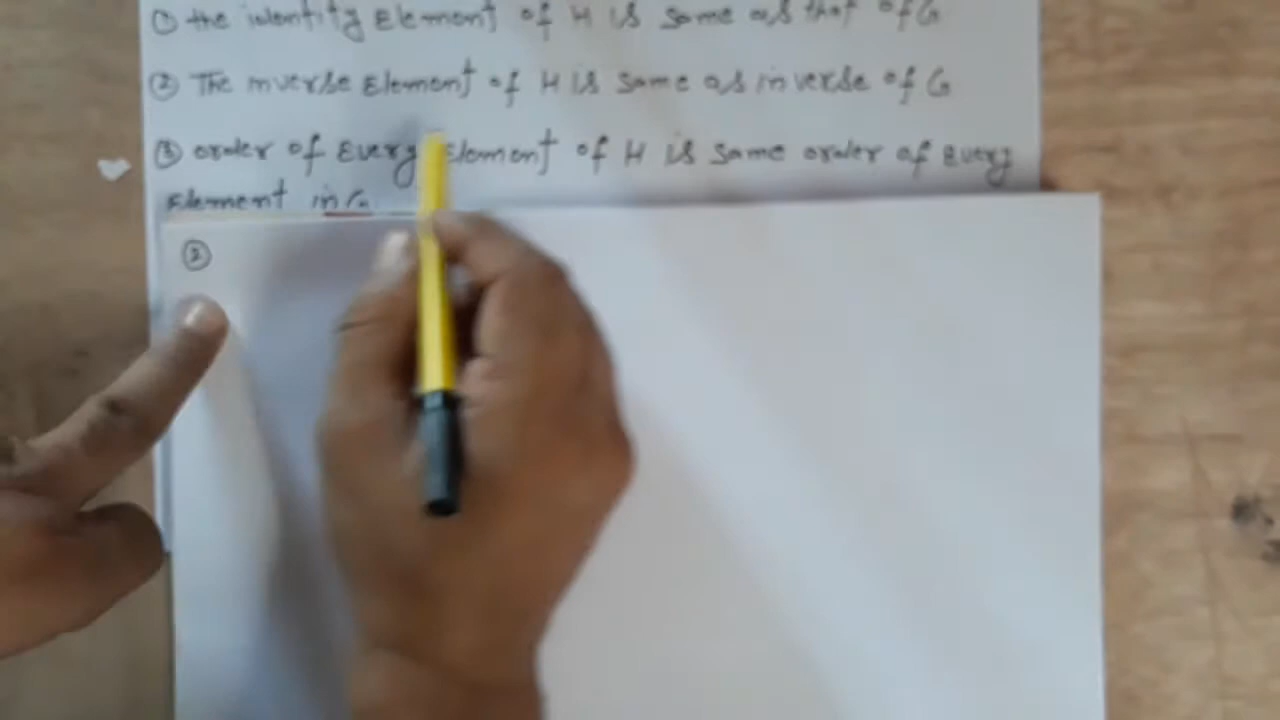 ① the identity Element of H is same as that of G
② The inverse Element of H is same as inverse of G
③ order of Every Element of H is same order of Every
Element in G.
②